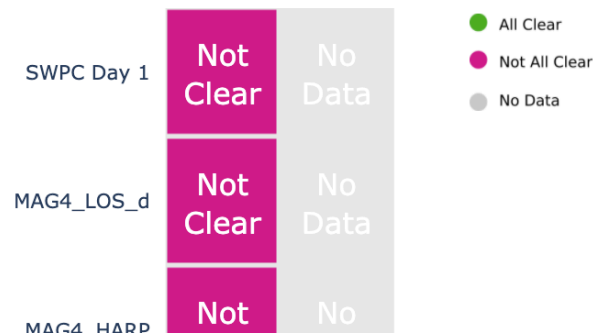 SWPC Day 1
Not
Clear
No
Data
MAG4_LOS_d
Not
Clear
No
Data
MAG4_HARP
Not
No
All Clear
Not All Clear
No Data